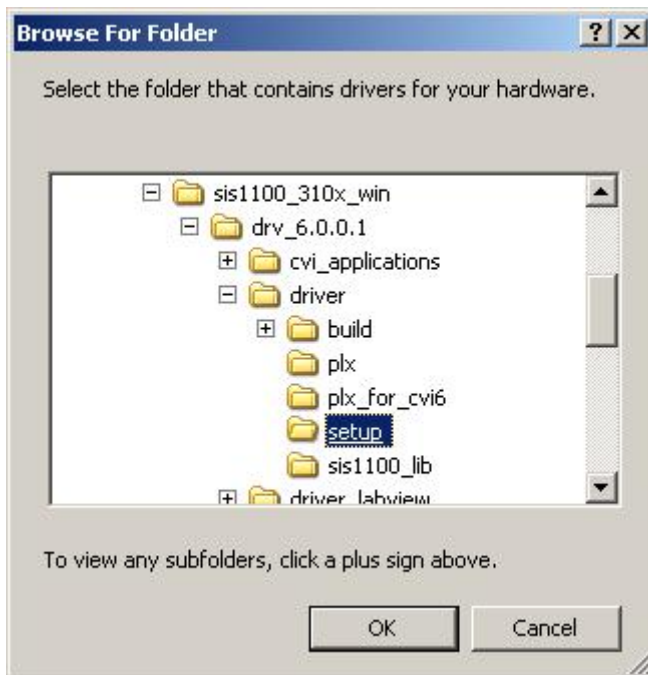 Browse For Folder
Select the folder that contains drivers for your hardware.
sis1100_310x_win
drv_6.0.0.1
cvi_applications
driver
build
plx
plx_for_cvi6
setup
sis1100_lib
driver_labview
To view any subfolders, click a plus sign above.
OK Cancel